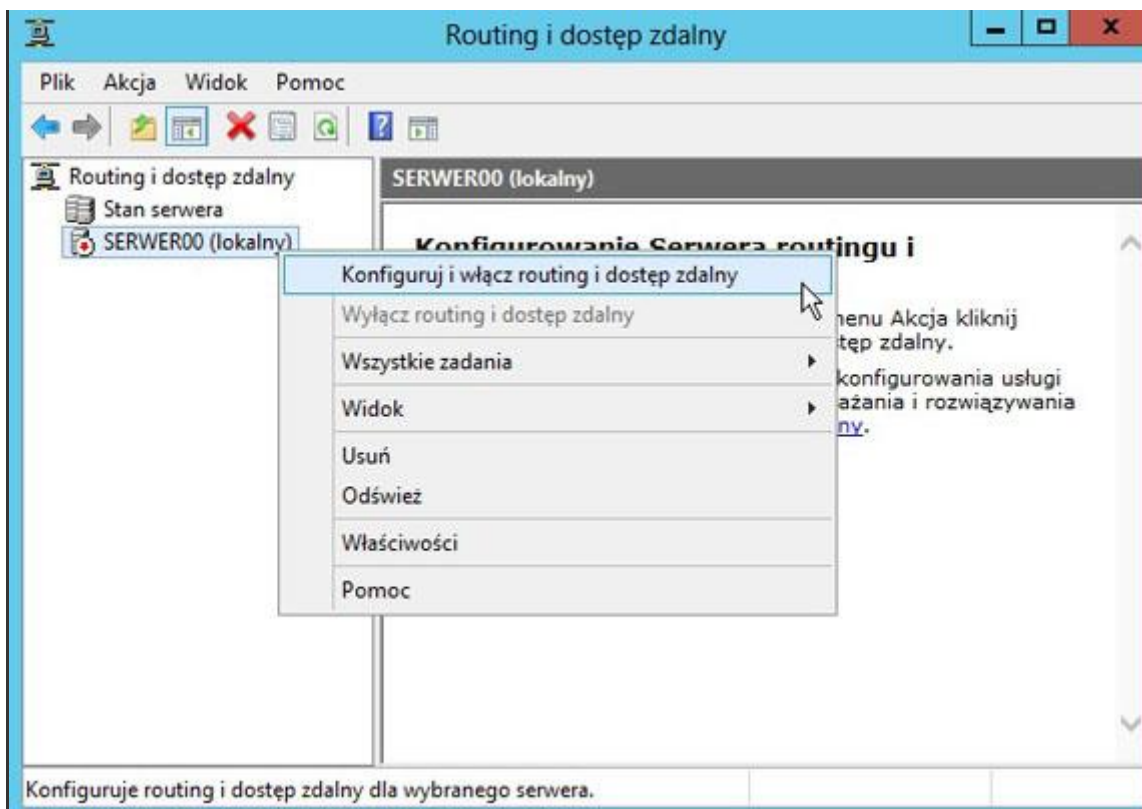 Routing i dostęp zdalny
Plik Akcja Widok Pomoc
Routing i dostęp zdalny
Stan serwera
SERWER00 (lokalny)
SERWER00 (lokalny)
Konfigurowanie Serwera routingu i
menu Akcja kliknij
tęp zdalny.
konfigurowania usługi
ażania i rozwiązywania
ny.
Konfiguruj i włącz routing i dostęp zdalny
Wyłącz routing i dostęp zdalny
Wszystkie zadania
Widok
Usuń
Odśwież
Właściwości
Pomoc
Konfiguruje routing i dostęp zdalny dla wybranego serwera.